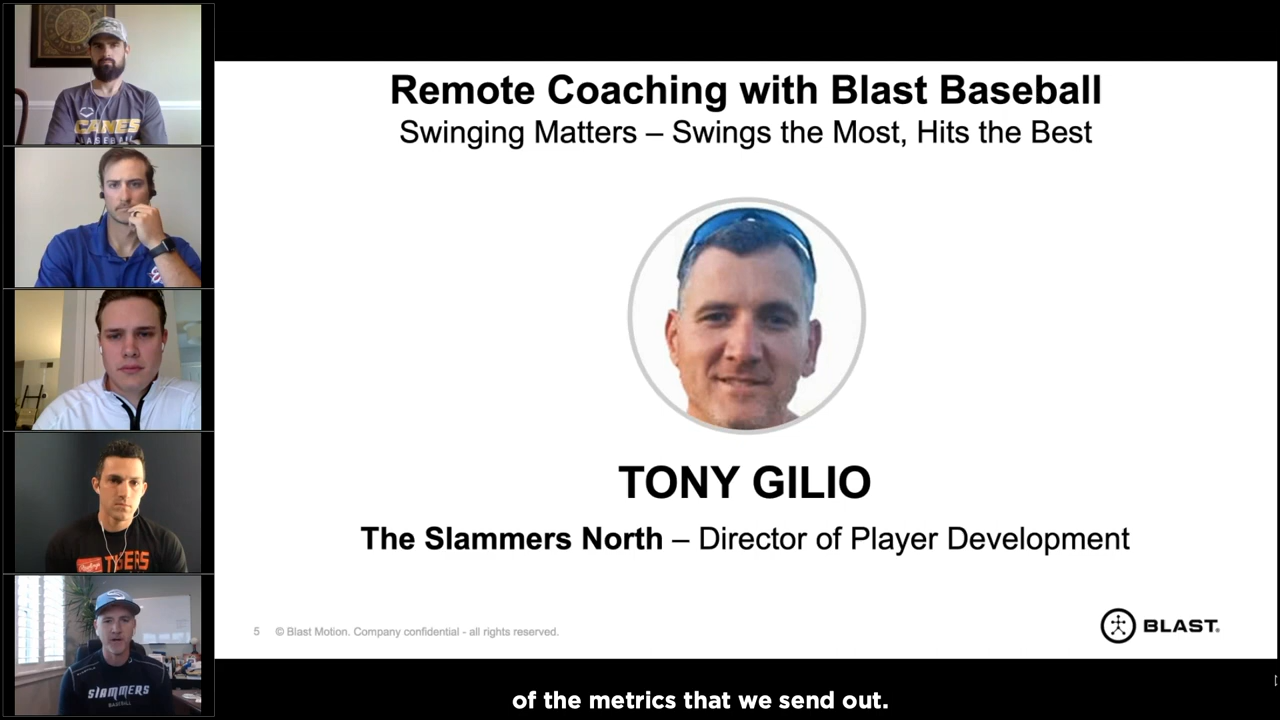 Remote Coaching with Blast Baseball
Swinging Matters – Swings the Most, Hits the Best
TONY GILIO
The Slammers North – Director of Player Development
5 © Blast Motion. Company confidential - all rights reserved.
BLAST.
of the metrics that we send out.
CANES
BASEBALL
TIGERS
SLAMMERS
BASEBALL